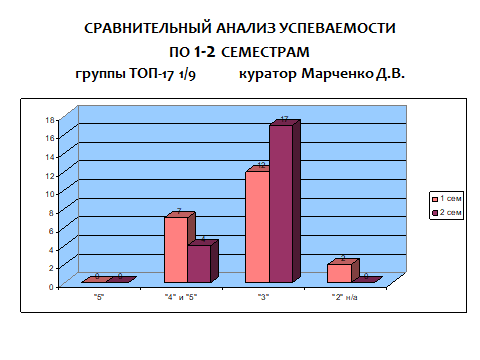 СРАВНИТЕЛЬНЫЙ АНАЛИЗ УСПЕВАЕМОСТИ
ПО 1-2 СЕМЕСТРАМ
группы ТОП-17 1/9 куратор Марченко Д.В.
18
16
14
12
10
8
6
4
2
0
0 0
7 4
12 17
2 0
"5" "4" и "5" "3" "2" н/а
1 сем
2 сем